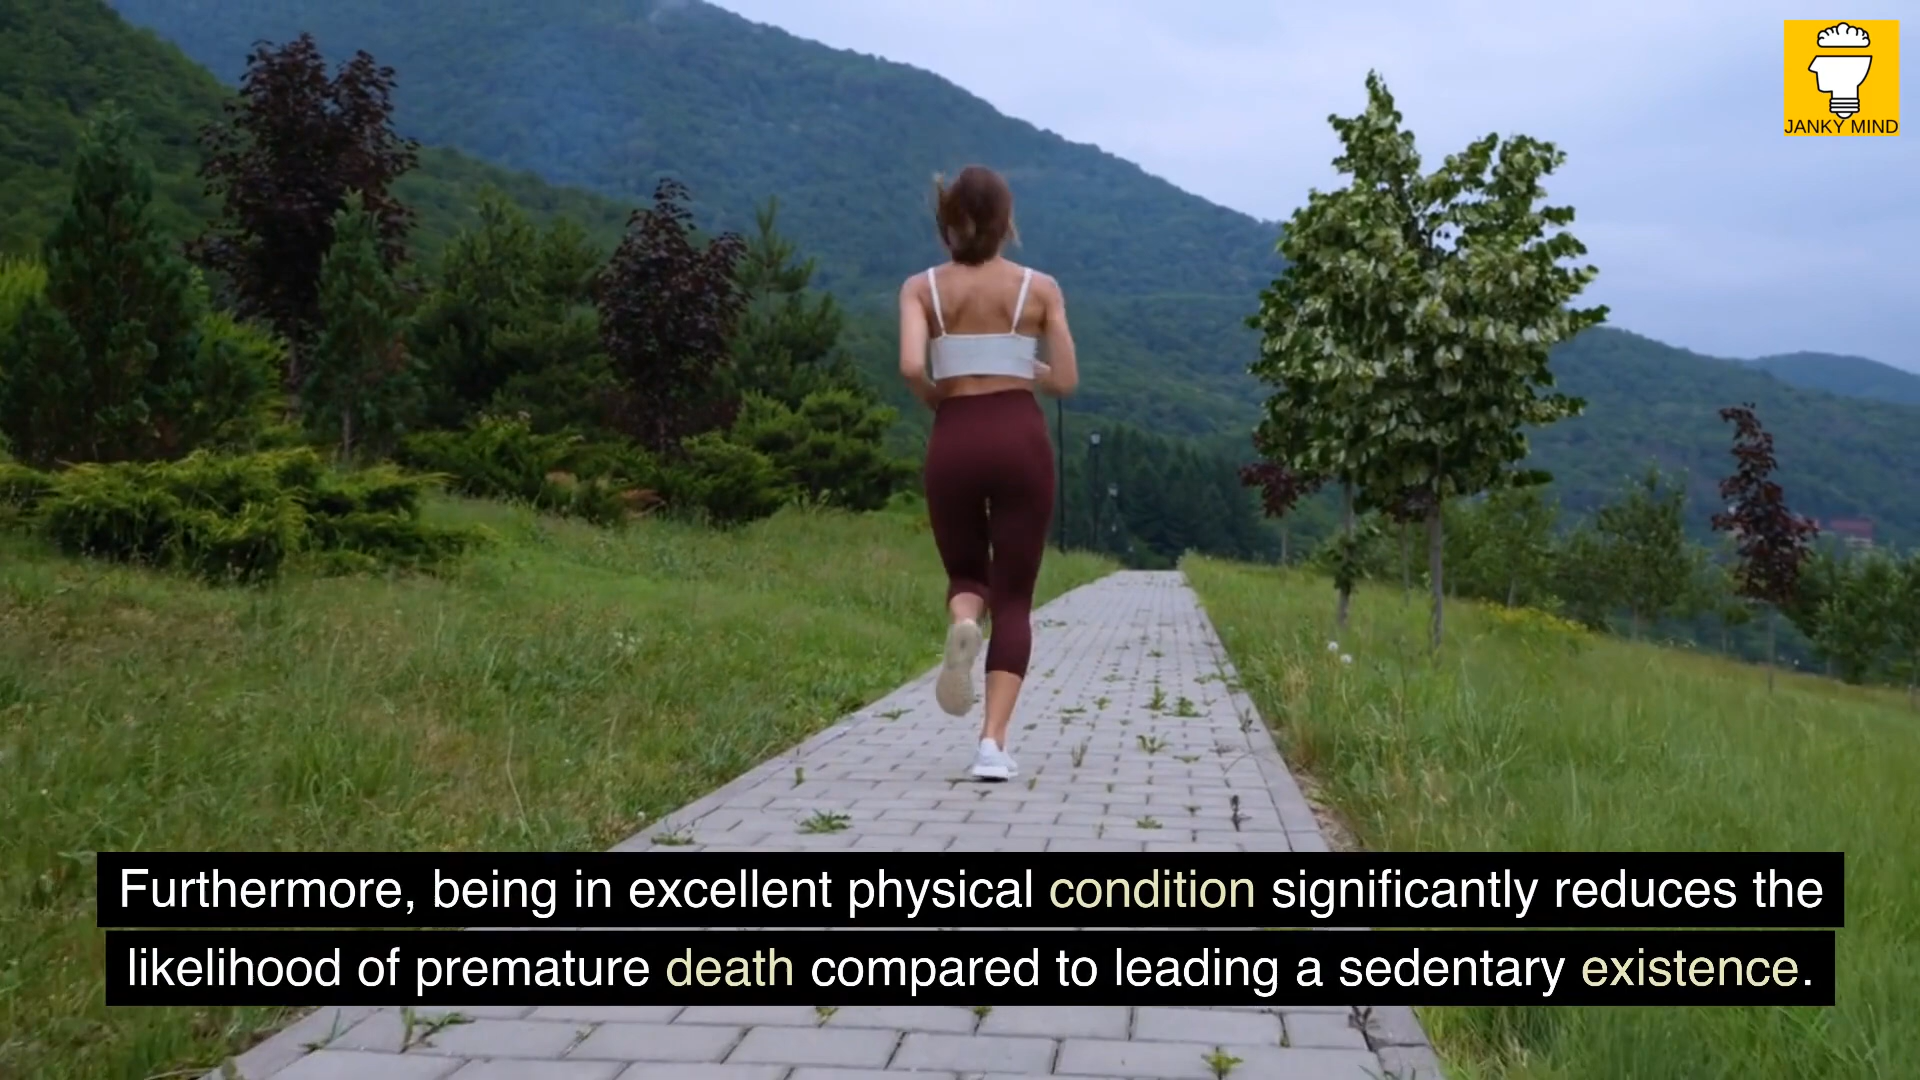 JANKY MIND
Furthermore, being in excellent physical condition significantly reduces the
likelihood of premature death compared to leading a sedentary existence.